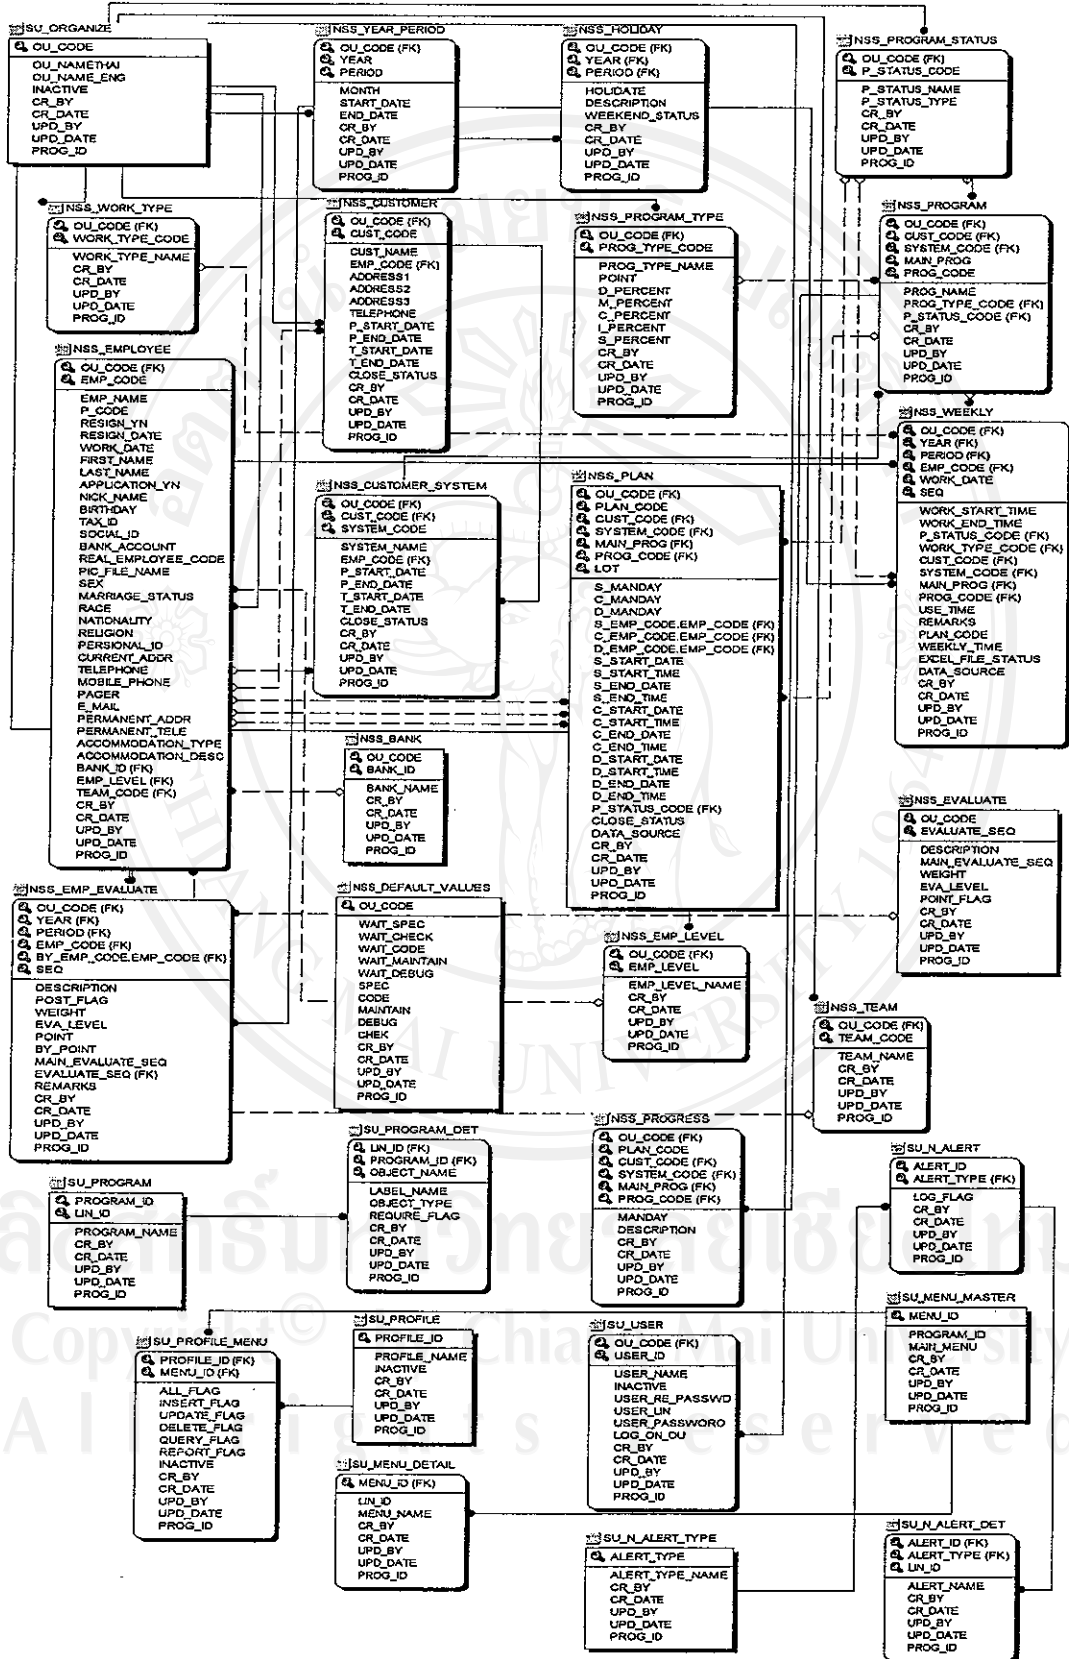 SU_ORGANIZE
OU_CODE
OU_NAMETHAI
OU_NAME_ENG
INACTIVE
CR_BY
CR_DATE
UPD_BY
UPD_DATE
PROG_ID
NSS_YEAR_PERIOD
OU_CODE (FK)
YEAR
PERIOD
MONTH
START_DATE
END_DATE
CR_BY
CR_DATE
UPD_BY
UPD_DATE
PROG_ID
NSS_HOLIDAY
OU_CODE (FK)
YEAR (FK)
PERIOD (FK)
HOLIDATE
DESCRIPTION
WEEKEND_STATUS
CR_BY
CR_DATE
UPD_BY
UPD_DATE
PROG_ID
NSS_PROGRAM_STATUS
OU_CODE (FK)
P_STATUS_CODE
P_STATUS_NAME
P_STATUS_TYPE
CR_BY
CR_DATE
UPD_BY
UPD_DATE
PROG_ID
NSS_WORK_TYPE
OU_CODE (FK)
WORK_TYPE_CODE
WORK_TYPE_NAME
CR_BY
CR_DATE
UPD_BY
UPD_DATE
PROG_ID
NSS_CUSTOMER
OU_CODE (FK)
CUST_CODE
CUST_NAME
EMP_CODE (FK)
ADDRESS1
ADDRESS2
ADDRESS3
TELEPHONE
P_START_DATE
P_END_DATE
T_START_DATE
T_END_DATE
CLOSE_STATUS
CR_BY
CR_DATE
UPD_BY
UPD_DATE
PROG_ID
NSS_PROGRAM_TYPE
OU_CODE (FK)
PROG_TYPE_CODE
PROG_TYPE_NAME
POINT
D_PERCENT
M_PERCENT
C_PERCENT
I_PERCENT
S_PERCENT
CR_BY
CR_DATE
UPD_BY
UPD_DATE
PROG_ID
NSS_PROGRAM
OU_CODE (FK)
CUST_CODE (FK)
SYSTEM_CODE (FK)
MAIN_PROG
PROG_CODE
PROG_NAME
PROG_TYPE_CODE (FK)
P_STATUS_CODE (FK)
CR_BY
CR_DATE
UPD_BY
UPD_DATE
PROG_ID
NSS_EMPLOYEE
OU_CODE (FK)
EMP_CODE
EMP_NAME
P_CODE
RESIGN_YN
RESIGN_DATE
WORK_DATE
FIRST_NAME
LAST_NAME
APPLICATION_YN
NICK_NAME
BIRTHDAY
TAX_ID
SOCIAL_ID
BANK_ACCOUNT
REAL_EMPLOYEE_CODE
PIC_FILE_NAME
SEX
MARRIAGE_STATUS
RACE
NATIONALITY
RELIGION
PERSIONAL_ID
CURRENT_ADDR
TELEPHONE
MOBILE_PHONE
PAGER
E_MAIL
PERMANENT_ADDR
PERMANENT_TELE
ACCOMMODATION_TYPE
ACCOMMODATION_DESC
BANK_ID (FK)
EMP_LEVEL (FK)
TEAM_CODE (FK)
CR_BY
CR_DATE
UPD_BY
UPD_DATE
PROG_ID
NSS_CUSTOMER_SYSTEM
OU_CODE (FK)
CUST_CODE (FK)
SYSTEM_CODE
SYSTEM_NAME
EMP_CODE (FK)
P_START_DATE
P_END_DATE
T_START_DATE
T_END_DATE
CLOSE_STATUS
CR_BY
CR_DATE
UPD_BY
UPD_DATE
PROG_ID
NSS_PLAN
OU_CODE (FK)
PLAN_CODE
CUST_CODE (FK)
SYSTEM_CODE (FK)
MAIN_PROG (FK)
PROG_CODE (FK)
LOT
S_MANDAY
C_MANDAY
D_MANDAY
S_EMP_CODE.EMP_CODE (FK)
C_EMP_CODE.EMP_CODE (FK)
D_EMP_CODE.EMP_CODE (FK)
S_START_DATE
S_START_TIME
S_END_DATE
S_END_TIME
C_START_DATE
C_START_TIME
C_END_DATE
C_END_TIME
D_START_DATE
D_START_TIME
D_END_DATE
D_END_TIME
P_STATUS_CODE (FK)
CLOSE_STATUS
DATA_SOURCE
CR_BY
CR_DATE
UPD_BY
UPD_DATE
PROG_ID
NSS_WEEKLY
OU_CODE (FK)
YEAR (FK)
PERIOD (FK)
EMP_CODE (FK)
WORK_DATE
SEQ
WORK_START_TIME
WORK_END_TIME
P_STATUS_CODE (FK)
WORK_TYPE_CODE (FK)
CUST_CODE (FK)
SYSTEM_CODE (FK)
MAIN_PROG (FK)
PROG_CODE (FK)
USE_TIME
REMARKS
PLAN_CODE
WEEKLY_TIME
EXCEL_FILE_STATUS
DATA_SOURCE
CR_BY
CR_DATE
UPD_BY
UPD_DATE
PROG_ID
NSS_BANK
OU_CODE
BANK_ID
BANK_NAME
CR_BY
CR_DATE
UPD_BY
UPD_DATE
PROG_ID
NSS_EVALUATE
OU_CODE
EVALUATE_SEQ
DESCRIPTION
MAIN_EVALUATE_SEQ
WEIGHT
EVA_LEVEL
POINT_FLAG
CR_BY
CR_DATE
UPD_BY
UPD_DATE
PROG_ID
NSS_EMP_EVALUATE
OU_CODE (FK)
YEAR (FK)
PERIOD (FK)
EMP_CODE (FK)
BY_EMP_CODE.EMP_CODE (FK)
SEQ
DESCRIPTION
POST_FLAG
WEIGHT
EVA_LEVEL
POINT
BY_POINT
MAIN_EVALUATE_SEQ
EVALUATE_SEQ (FK)
REMARKS
CR_BY
CR_DATE
UPD_BY
UPD_DATE
PROG_ID
NSS_DEFAULT_VALUES
OU_CODE
WAIT_SPEC
WAIT_CHECK
WAIT_CODE
WAIT_MAINTAIN
WAIT_DEBUG
SPEC
CODE
MAINTAIN
DEBUG
CHEK
CR_BY
CR_DATE
UPD_BY
UPD_DATE
PROG_ID
NSS_EMP_LEVEL
OU_CODE (FK)
EMP_LEVEL
EMP_LEVEL_NAME
CR_BY
CR_DATE
UPD_BY
UPD_DATE
PROG_ID
NSS_TEAM
OU_CODE (FK)
TEAM_CODE
TEAM_NAME
CR_BY
CR_DATE
UPD_BY
UPD_DATE
PROG_ID
SU_PROGRAM
PROGRAM_ID
LIN_ID
PROGRAM_NAME
CR_BY
CR_DATE
UPD_BY
UPD_DATE
PROG_ID
SU_PROGRAM_DET
LIN_ID (FK)
PROGRAM_ID (FK)
OBJECT_NAME
LABEL_NAME
OBJECT_TYPE
REQUIRE_FLAG
CR_BY
CR_DATE
UPD_BY
UPD_DATE
PROG_ID
NSS_PROGRESS
OU_CODE (FK)
PLAN_CODE
CUST_CODE (FK)
SYSTEM_CODE (FK)
MAIN_PROG (FK)
PROG_CODE (FK)
MANDAY
DESCRIPTION
CR_BY
CR_DATE
UPD_BY
UPD_DATE
PROG_ID
SU_N_ALERT
ALERT_ID
ALERT_TYPE (FK)
LOG_FLAG
CR_BY
CR_DATE
UPD_BY
UPD_DATE
PROG_ID
SU_PROFILE_MENU
PROFILE_ID (FK)
MENU_ID (FK)
ALL_FLAG
INSERT_FLAG
UPDATE_FLAG
DELETE_FLAG
QUERY_FLAG
REPORT_FLAG
INACTIVE
CR_BY
CR_DATE
UPD_BY
UPD_DATE
PROG_ID
SU_PROFILE
PROFILE_ID
PROFILE_NAME
INACTIVE
CR_BY
CR_DATE
UPD_BY
UPD_DATE
PROG_ID
SU_USER
OU_CODE (FK)
USER_ID
USER_NAME
INACTIVE
USER_RE_PASSWD
USER_LIN
USER_PASSWORO
LOG_ON_OU
CR_BY
CR_DATE
UPD_BY
UPD_DATE
PROG_ID
SU_MENU_MASTER
MENU_ID
PROGRAM_ID
MAIN_MENU
CR_BY
CR_DATE
UPD_BY
UPD_DATE
PROG_ID
SU_MENU_DETAIL
MENU_ID (FK)
LIN_ID
MENU_NAME
CR_BY
CR_DATE
UPD_BY
UPD_DATE
PROG_ID
SU_N_ALERT_TYPE
ALERT_TYPE
ALERT_TYPE_NAME
CR_BY
CR_DATE
UPD_BY
UPD_DATE
PROG_ID
SU_N_ALERT_DET
ALERT_ID (FK)
ALERT_TYPE (FK)
LIN_ID
ALERT_NAME
CR_BY
CR_DATE
UPD_BY
UPD_DATE
PROG_ID
CHIANG MAI UNIVERSITY 1964
Copyright © Chiang Mai University
All rights reserved